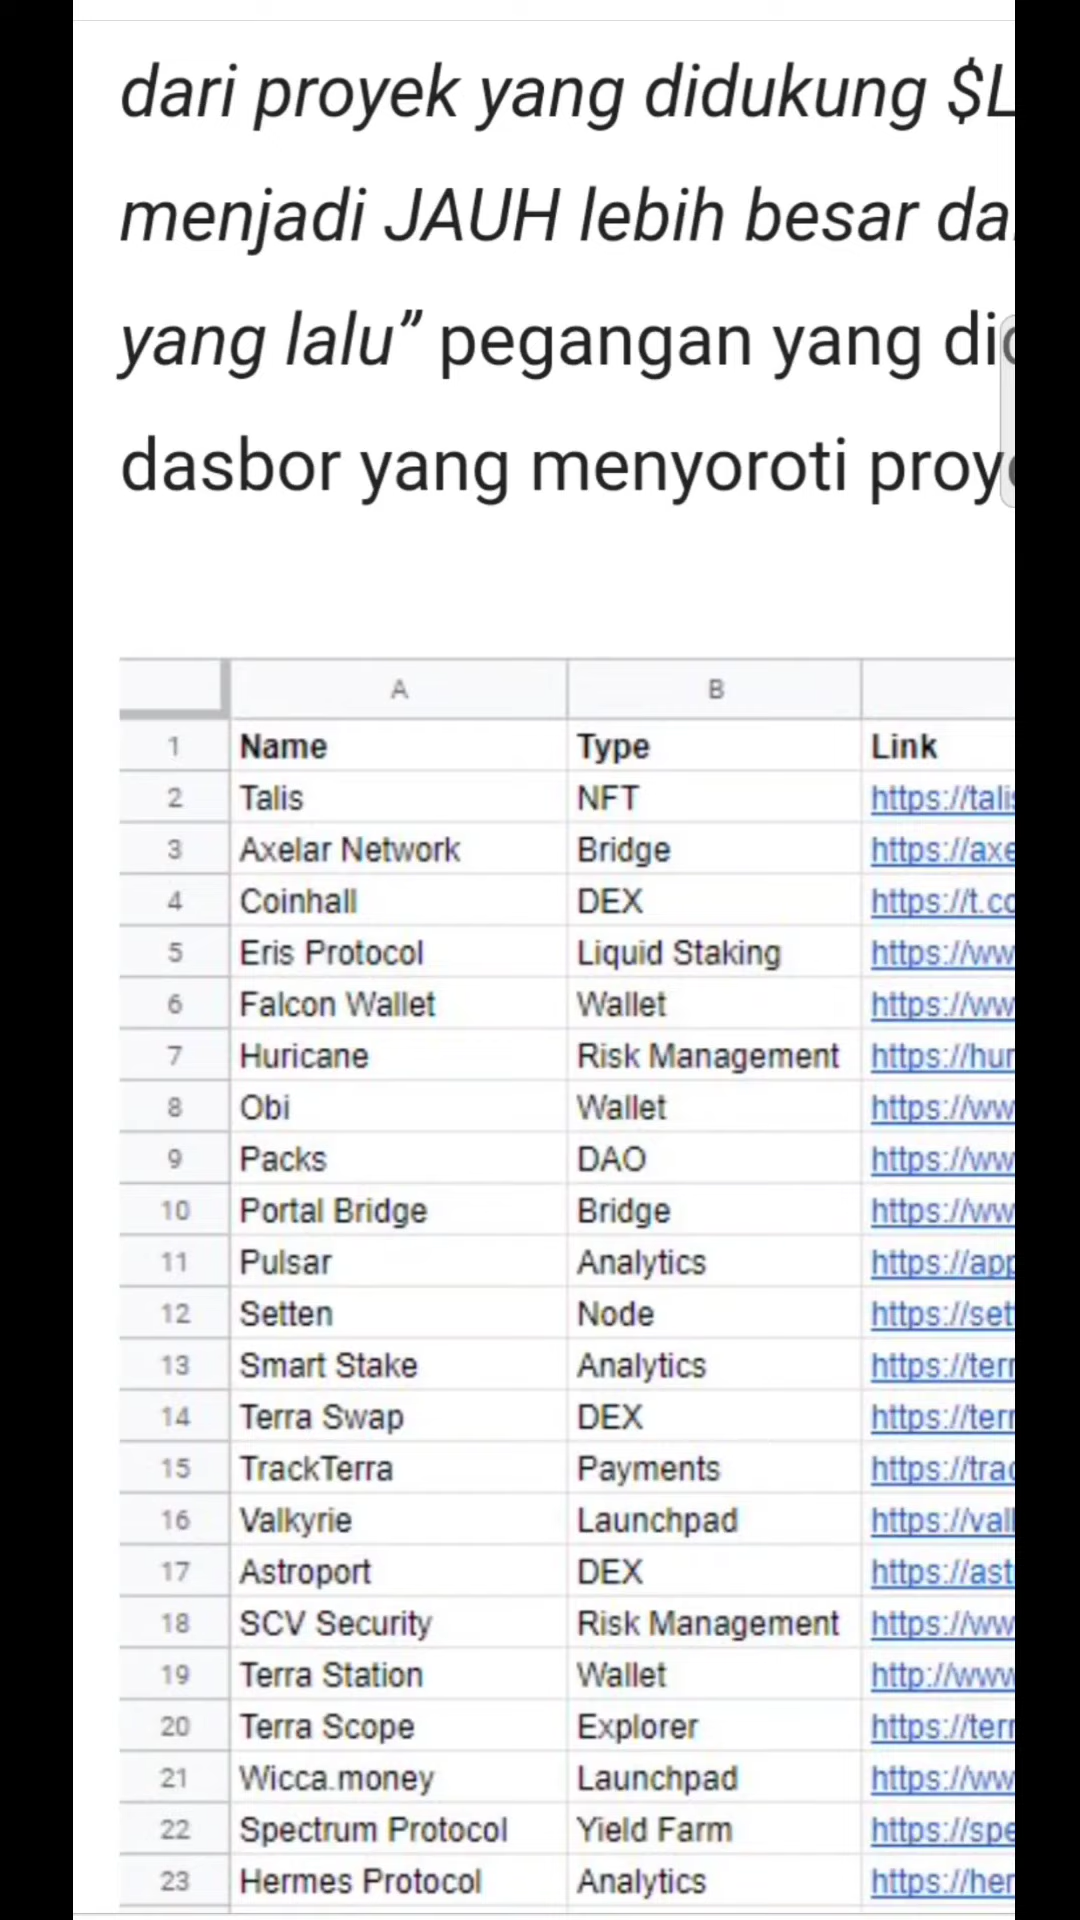 dari proyek yang didukung $L
menjadi JAUH lebih besar da
yang lalu” pegangan yang
dasbor yang menyoroti
A B
1 Name Type Link
2 Talis NFT https://tali
3 Axelar Network Bridge https://axe
4 Coinhall DEX https://t.co
5 Eris Protocol Liquid Staking https://ww
6 Falcon Wallet Wallet https://ww
7 Huricane Risk Management https://hur
8 Obi Wallet https://ww
9 Packs DAO https://ww
10 Portal Bridge Bridge https://ww
11 Pulsar Analytics https://app
12 Setten Node https://set
13 Smart Stake Analytics https://terr
14 Terra Swap DEX https://terr
15 TrackTerra Payments https://trac
16 Valkyrie Launchpad https://vall
17 Astroport DEX https://ast
18 SCV Security Risk Management https://ww
19 Terra Station Wallet http://www
20 Terra Scope Explorer https://terr
21 Wicca.money Launchpad https://ww
22 Spectrum Protocol Yield Farm https://spe
23 Hermes Protocol Analytics https://her